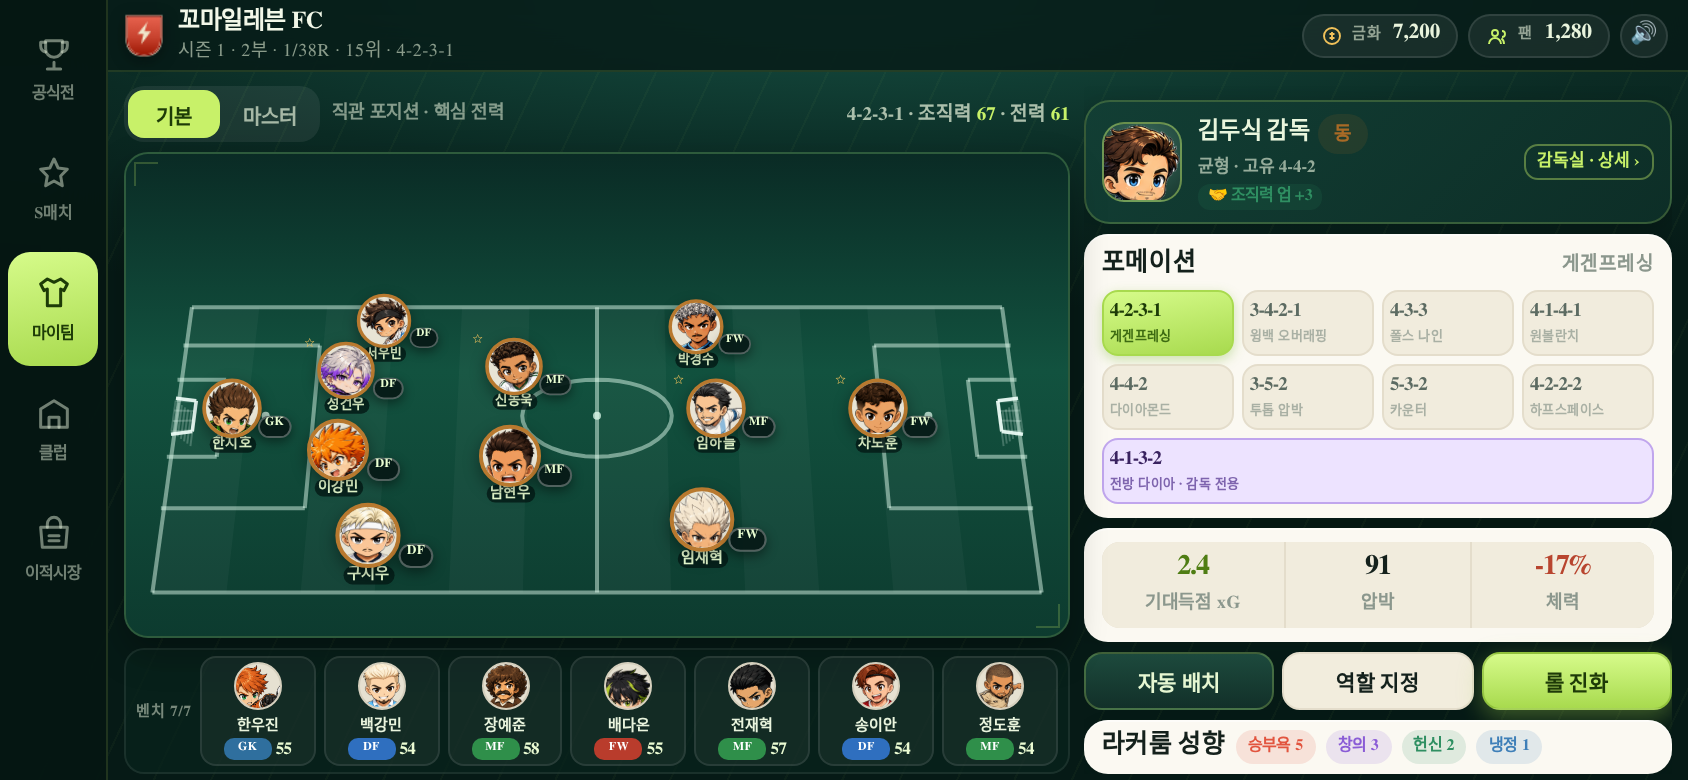 꼬마일레븐 FC
시즌 1 · 2부 · 1/38R · 15위 · 4-2-3-1
금화 7,200
팬 1,280
공식전
S매치
마이팀
클럽
이적시장
기본
마스터
직관 포지션 · 핵심 전력
4-2-3-1 · 조직력 67 · 전력 61
서우빈
DF
성건우
DF
한시호
GK
이강민
DF
구시우
DF
신동욱
MF
남현우
MF
박경수
FW
임하늘
MF
임재혁
FW
차노운
FW
벤치 7/7
한우진
GK 55
백강민
DF 54
장예준
MF 58
배다온
FW 55
전재혁
MF 57
송이안
DF 54
정도훈
MF 54
김두식 감독 동
균형 · 고유 4-4-2
조직력 업 +3
감독실 · 상세 ›
포메이션
게겐프레싱
4-2-3-1
게겐프레싱
3-4-2-1
윙백 오버래핑
4-3-3
폴스 나인
4-1-4-1
원볼란치
4-4-2
다이아몬드
3-5-2
투톱 압박
5-3-2
카운터
4-2-2-2
하프스페이스
4-1-3-2
전방 다이아 · 감독 전용
2.4
기대득점 xG
91
압박
-17%
체력
자동 배치
역할 지정
롤 진화
라커룸 성향
승부욕 5
창의 3
헌신 2
냉정 1